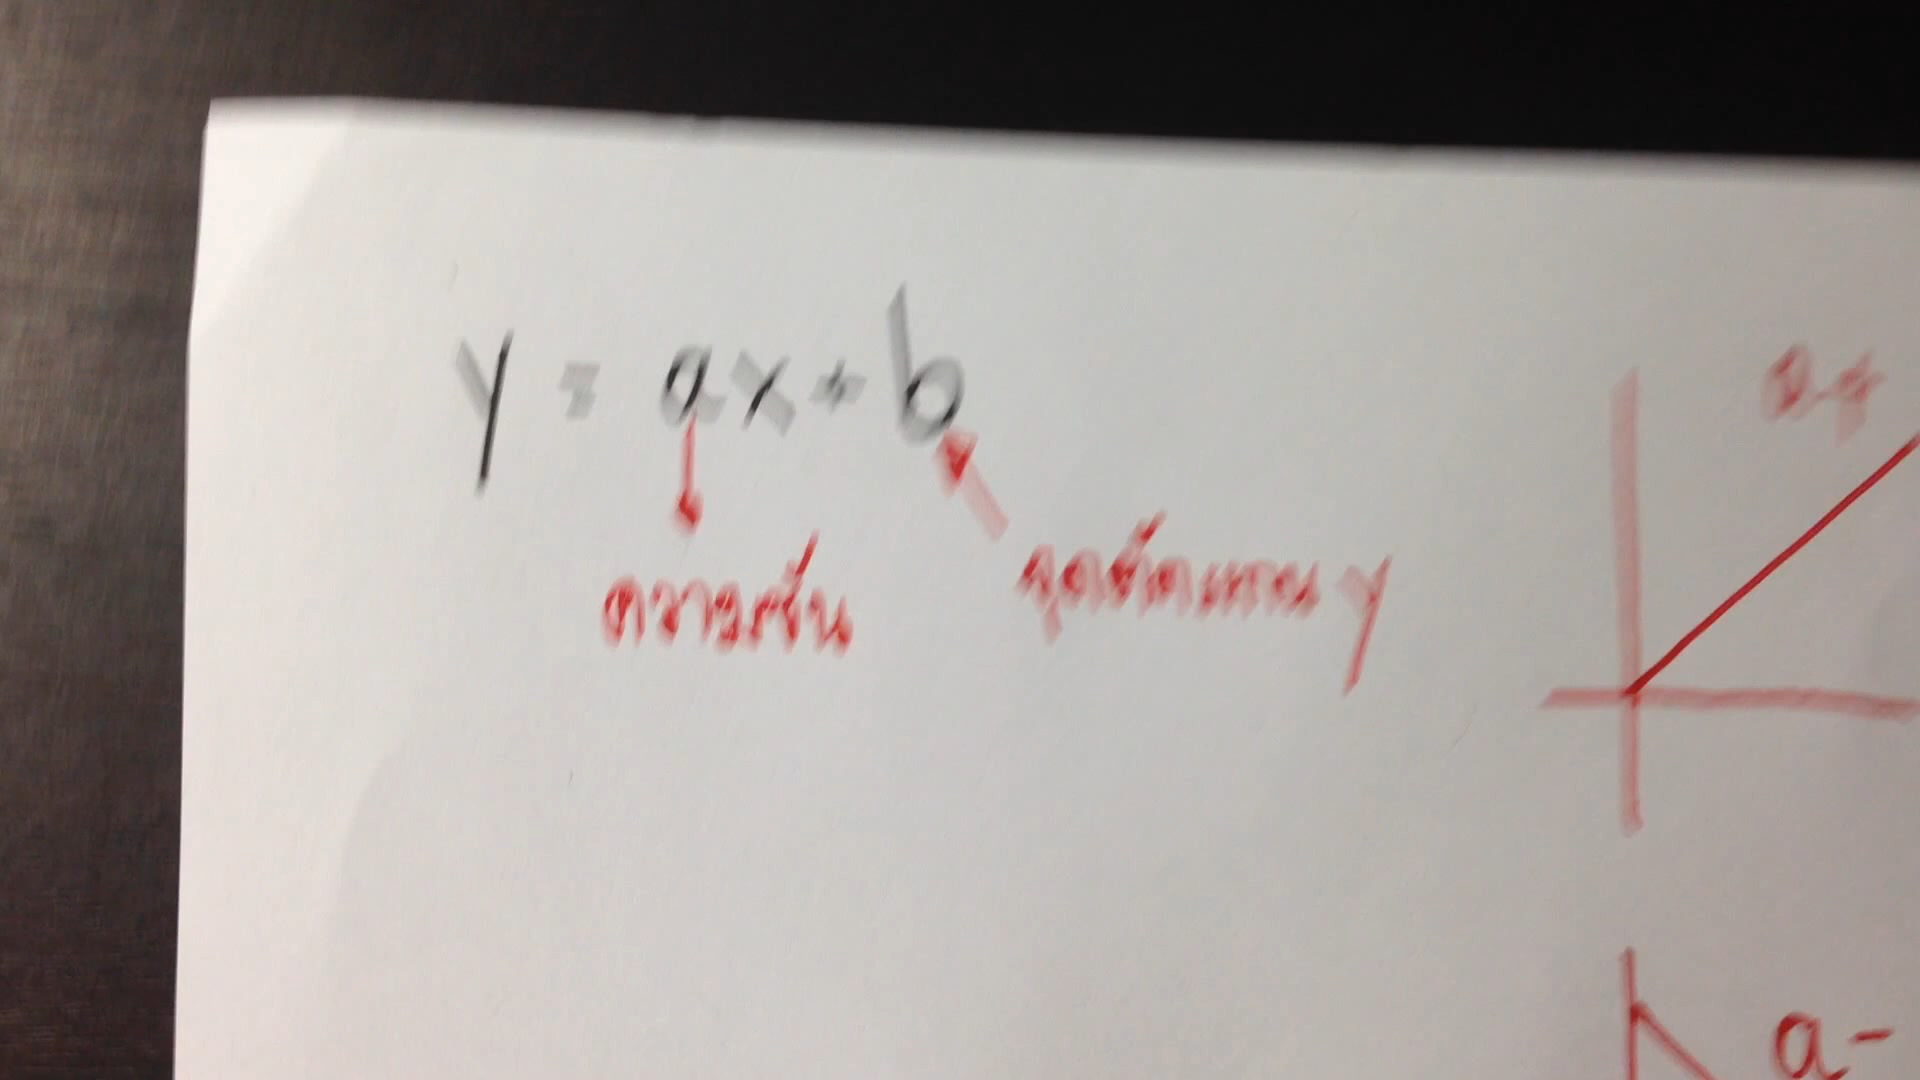 y = ax + b
ความชัน
จุดตัดแกน y
a+
a-